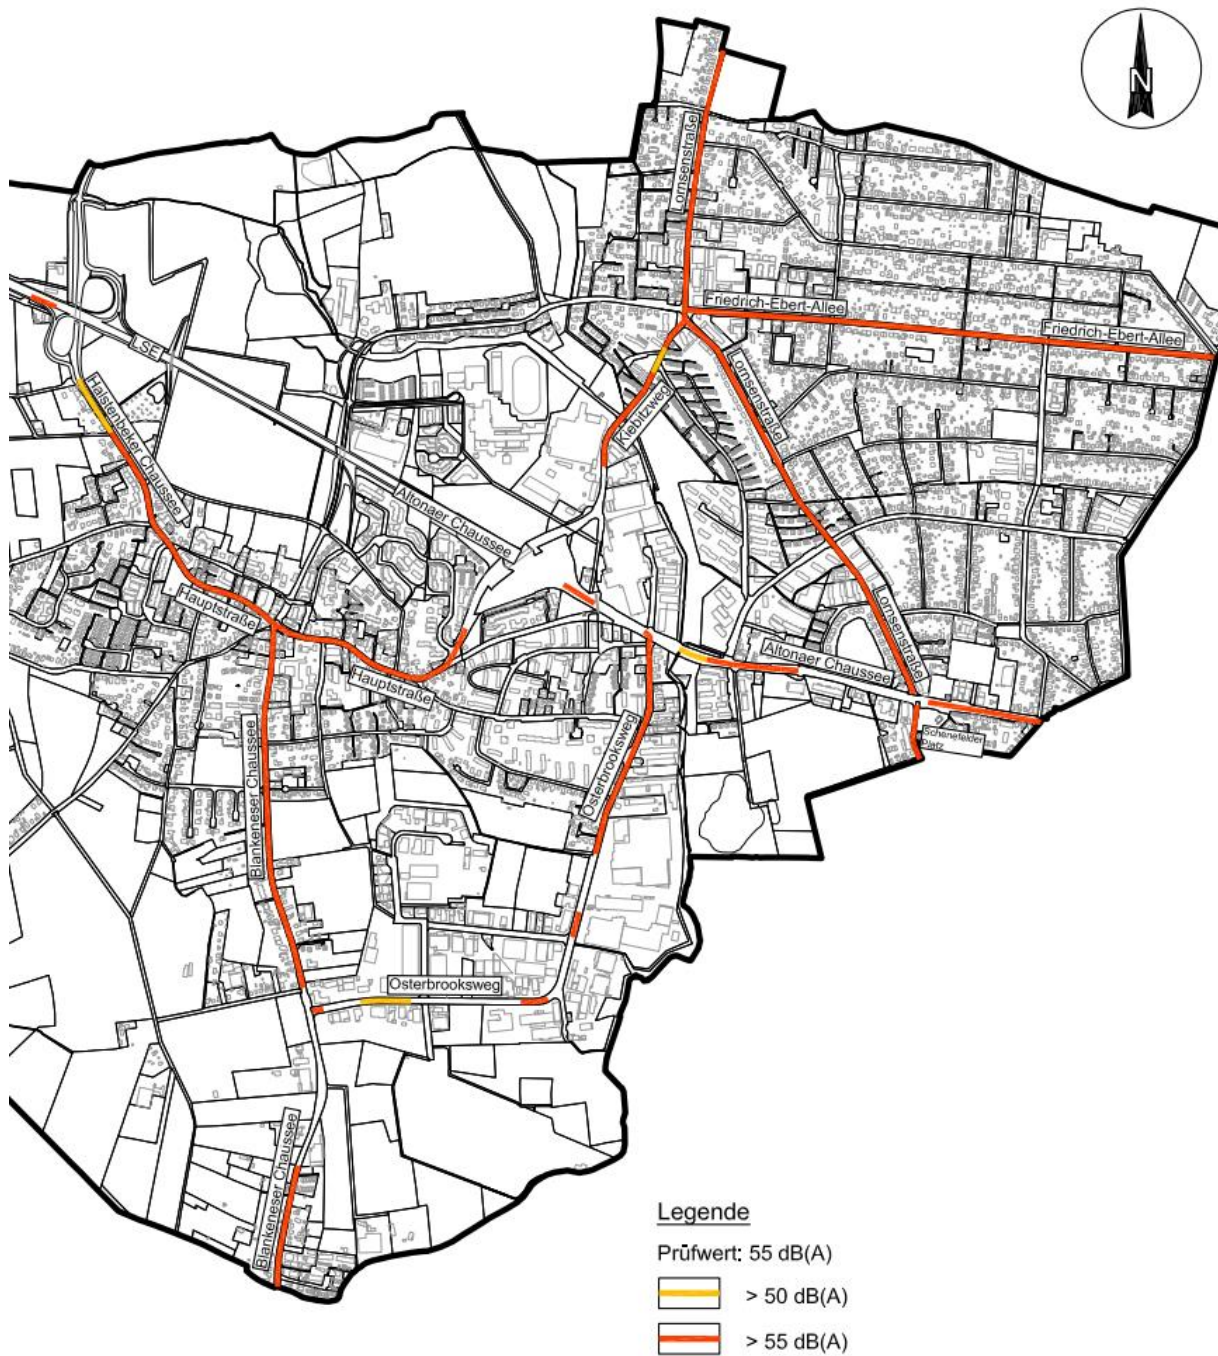 N
Lornsenstraße
Friedrich-Ebert-Allee
Friedrich-Ebert-Allee
LSE
Halstenbeker Chaussee
Kiebitzweg
Lornsenstraße
Altonaer Chaussee
Hauptstraße
Lornsenstraße
Altonaer Chaussee
Hauptstraße
Schenefelder
Platz
Osterbrooksweg
Blankeneser Chaussee
Osterbrooksweg
Blankeneser Chaussee
Legende
Prüfwert: 55 dB(A)
> 50 dB(A)
> 55 dB(A)